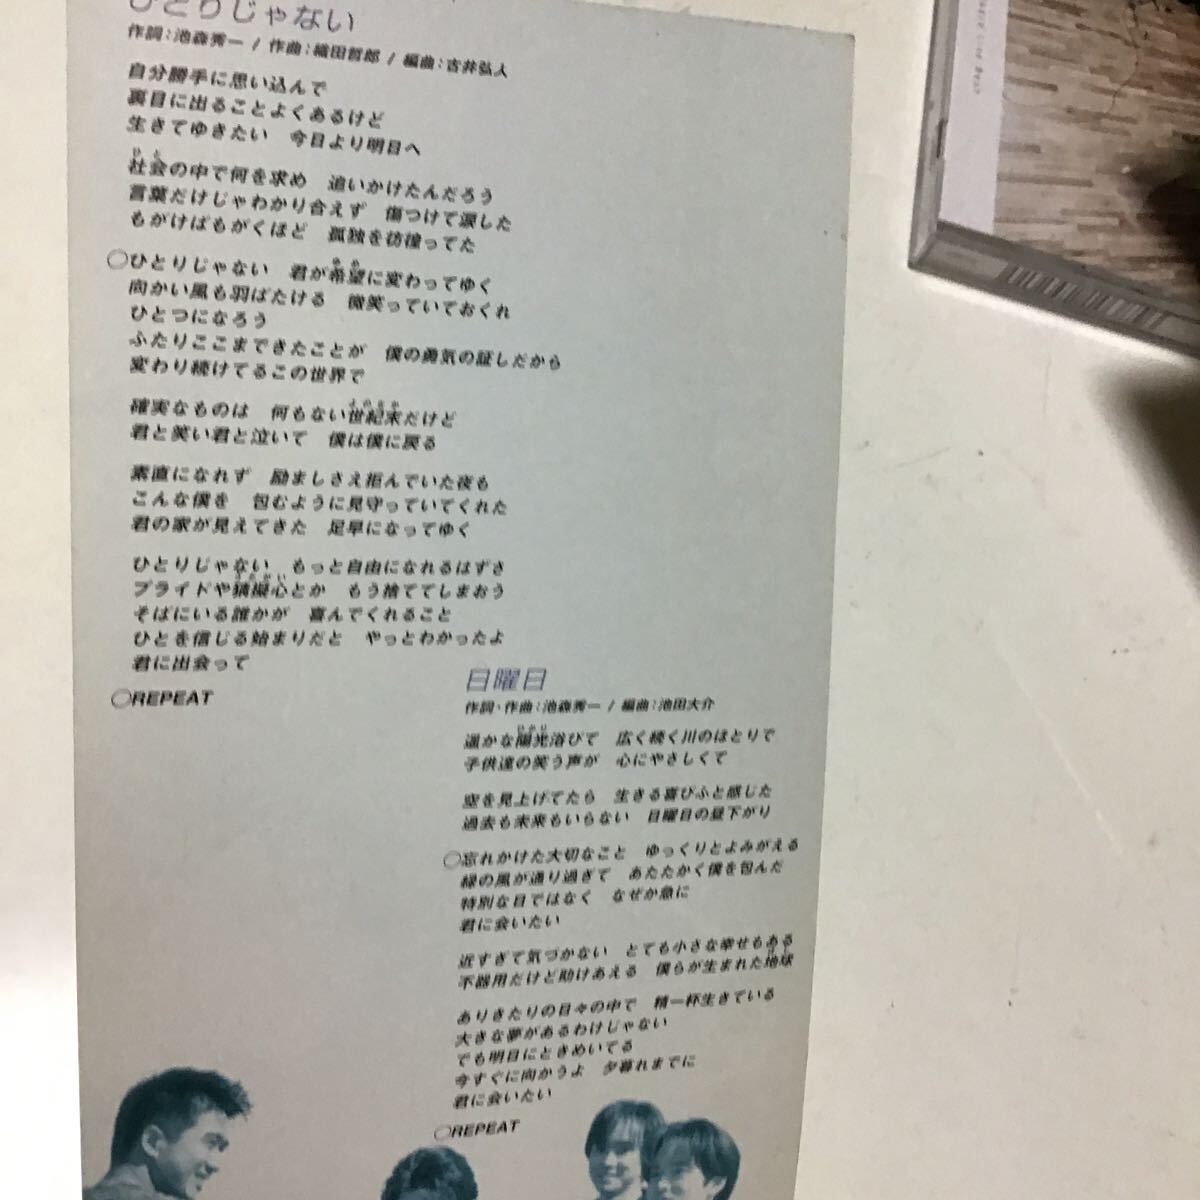 ひとりじゃない
作詞:池森秀一 / 作曲:織田哲郎 / 編曲:古井弘人
自分勝手に思い込んで
裏目に出ることよくあるけど
生きてゆきたい　今日より明日へ
ひと
社会の中で何を求め　追いかけたんだろう
言葉だけじゃわかり合えず　傷つけて涙した
もがけばもがくほど　孤独を彷徨ってた
ゆめ
○ひとりじゃない　君が希望に変わってゆく
向かい風も羽ばたける　微笑っていておくれ
ひとつになろう
ふたりここまできたことが　僕の勇気の証しだから
変わり続けてるこの世界で
よのなか
確実なものは　何もない世紀末だけど
君と笑い君と泣いて　僕は僕に戻る
素直になれず　励ましさえ拒んでいた夜も
こんな僕を　包むように見守っていてくれた
君の家が見えてきた　足早になってゆく
ひとりじゃない　もっと自由になれるはずさ
うたがい
プライドや猜擬心とか　もう捨ててしまおう
そばにいる誰かが　喜んでくれること
ひとを信じる始まりだと　やっとわかったよ
君に出会って
○REPEAT
日曜日
作詞・作曲:池森秀一 / 編曲:池田大介
ひかり
遥かな陽光浴びて　広く続く川のほとりで
子供達の笑う声が　心にやさしくて
空を見上げてたら　生きる喜びふと感じた
過去も未来もいらない　日曜日の昼下がり
○忘れかけた大切なこと　ゆっくりとよみがえる
緑の風が通り過ぎて　あたたかく僕を包んだ
特別な日ではなく　なぜか急に
君に会いたい
近すぎて気づかない　とても小さな幸せもある
ほし
不器用だけど助けあえる　僕らが生まれた地球
ありきたりの日々の中で　精一杯生きている
大きな夢があるわけじゃない
でも明日にときめいてる
今すぐに向かうよ　夕暮れまでに
君に会いたい
○REPEAT